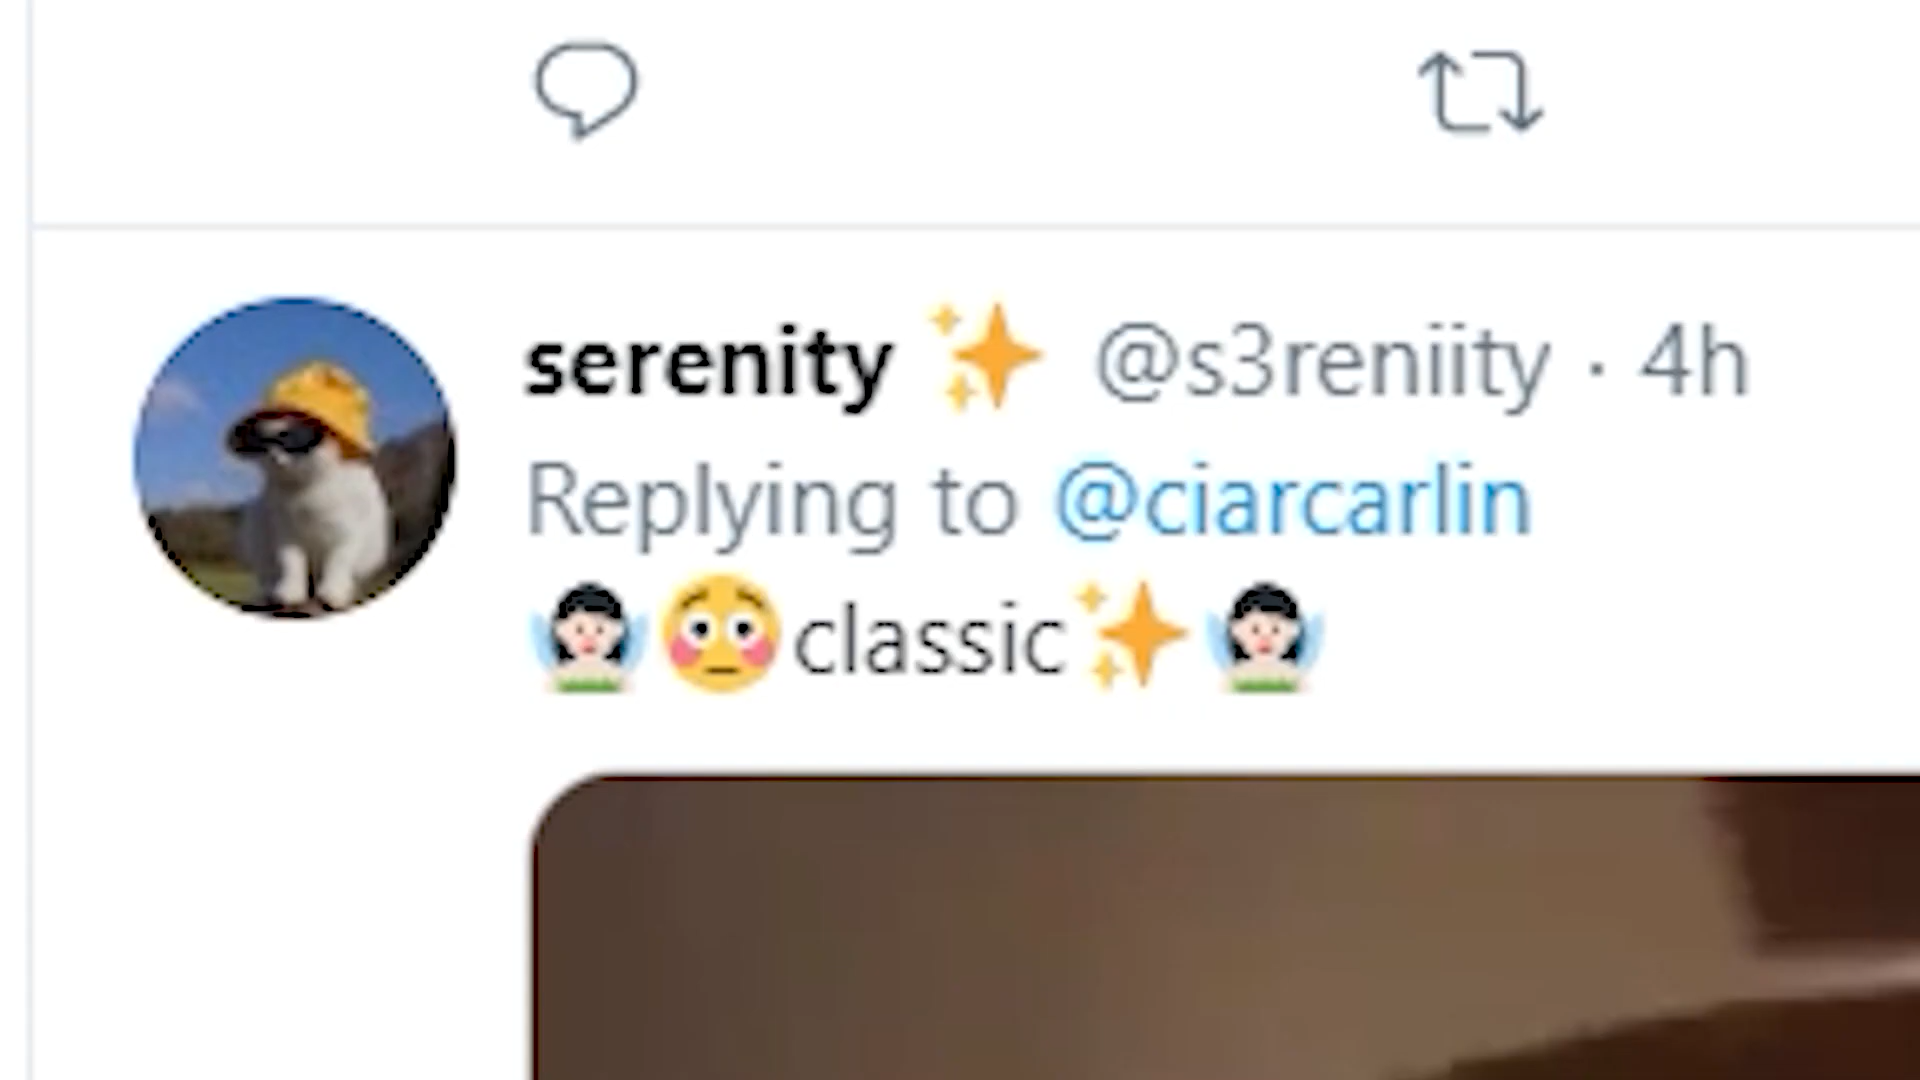 serenity ✨ @s3reniity · 4h
Replying to @ciarcarlin
🧚🏻‍♀️😳classic✨🧚🏻‍♀️